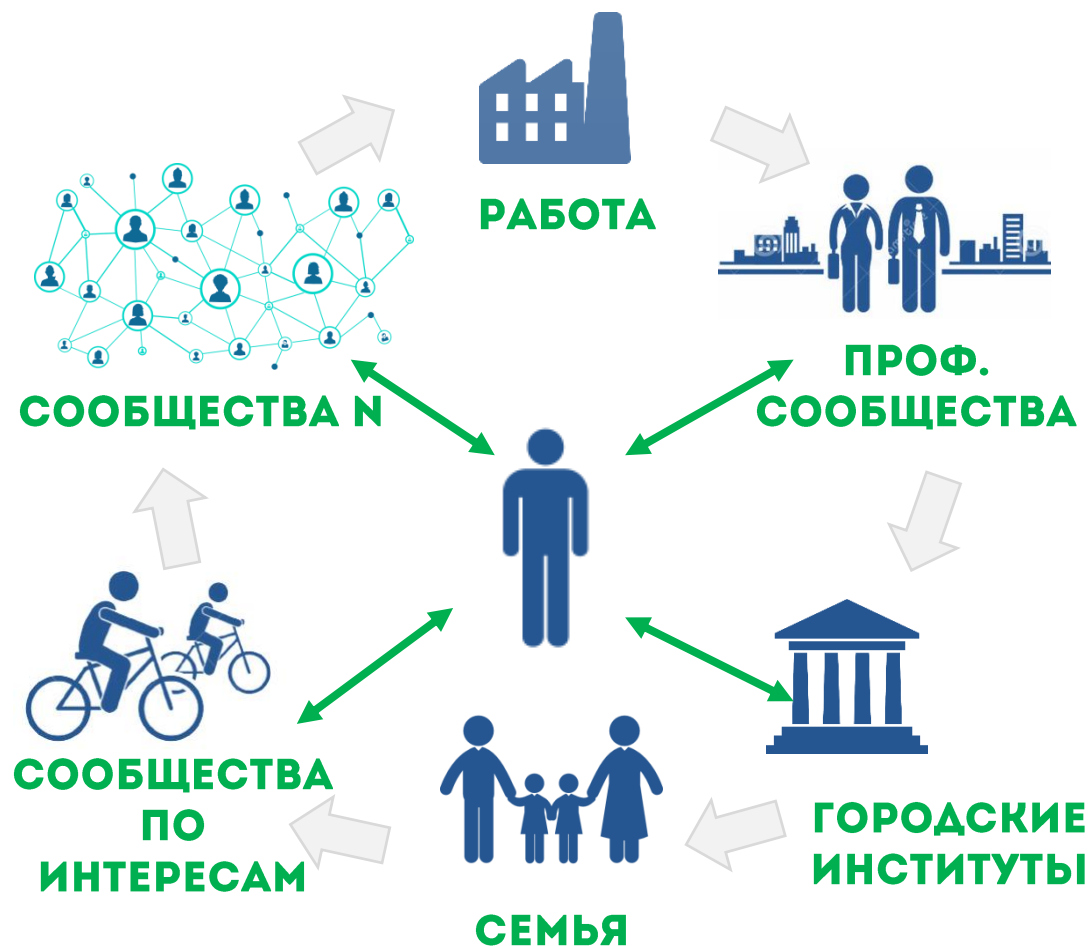 РАБОТА
ПРОФ.
СООБЩЕСТВА
СООБЩЕСТВА N
СООБЩЕСТВА
ПО
ИНТЕРЕСАМ
ГОРОДСКИЕ
ИНСТИТУТЫ
СЕМЬЯ